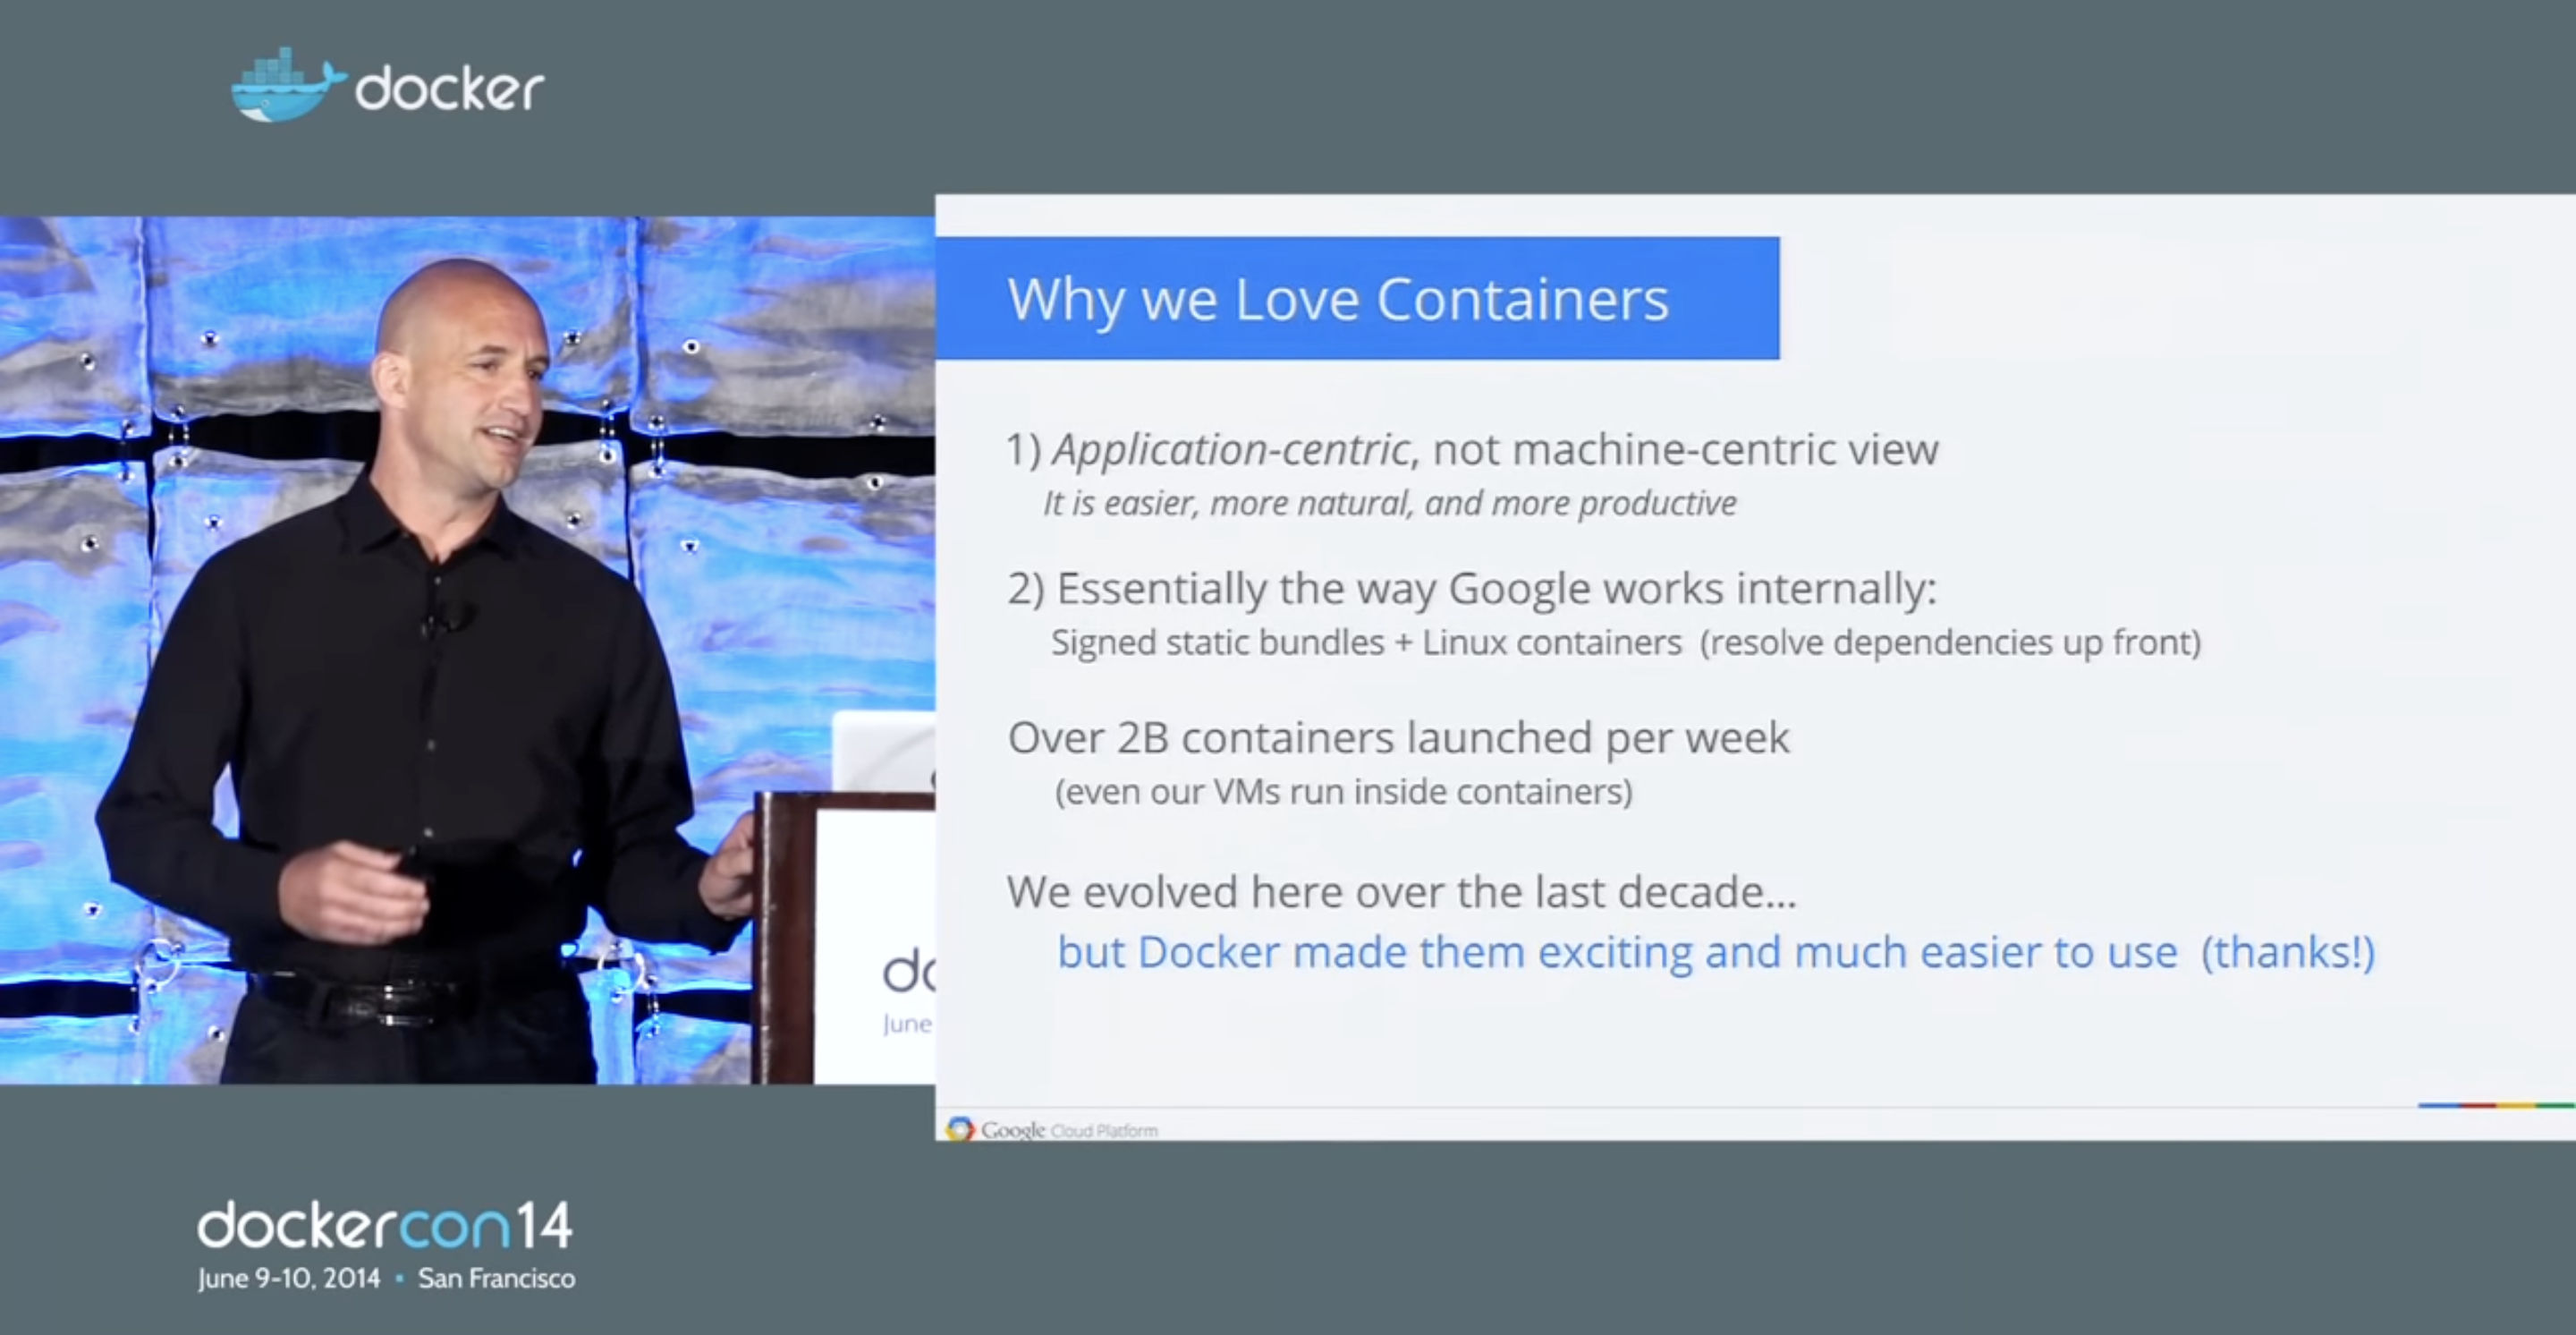 docker
Why we Love Containers
1) Application-centric, not machine-centric view
It is easier, more natural, and more productive
2) Essentially the way Google works internally:
Signed static bundles + Linux containers (resolve dependencies up front)
Over 2B containers launched per week
(even our VMs run inside containers)
We evolved here over the last decade...
but Docker made them exciting and much easier to use (thanks!)
do
June
Google Cloud Platform
dockercon14
June 9-10, 2014 • San Francisco